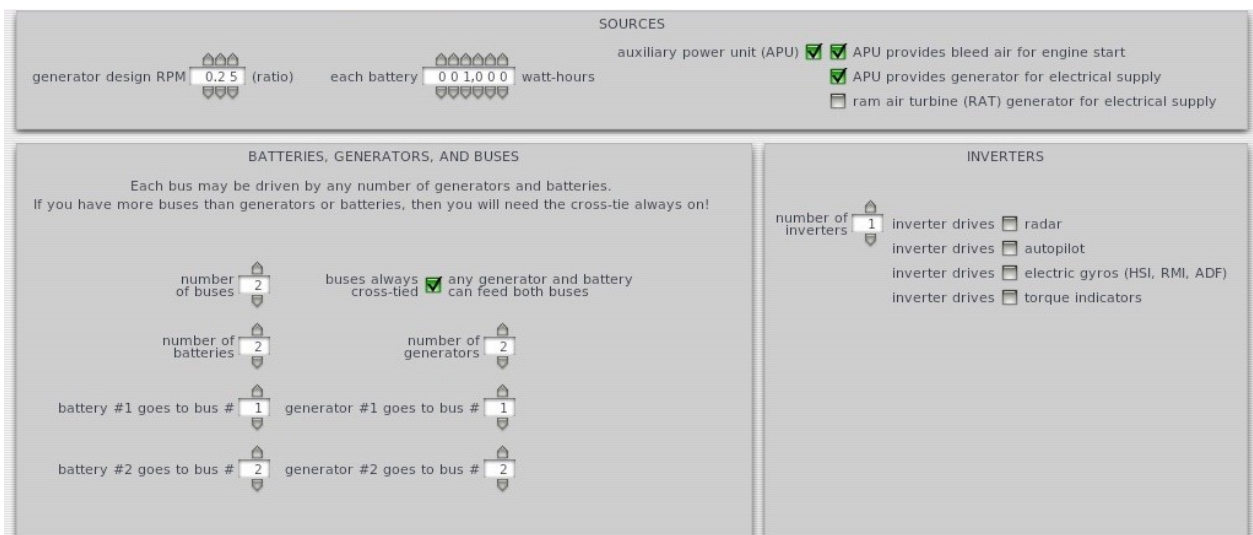 SOURCES
auxiliary power unit (APU) APU provides bleed air for engine start
generator design RPM 0.25 (ratio) each battery 001,000 watt-hours
APU provides generator for electrical supply
ram air turbine (RAT) generator for electrical supply
BATTERIES, GENERATORS, AND BUSES
Each bus may be driven by any number of generators and batteries.
If you have more buses than generators or batteries, then you will need the cross-tie always on!
number of buses 2
buses always cross-tied any generator and battery can feed both buses
number of batteries 2
number of generators 2
battery #1 goes to bus # 1 generator #1 goes to bus # 1
battery #2 goes to bus # 2 generator #2 goes to bus # 2
INVERTERS
number of inverters 1
inverter drives radar
inverter drives autopilot
inverter drives electric gyros (HSI, RMI, ADF)
inverter drives torque indicators